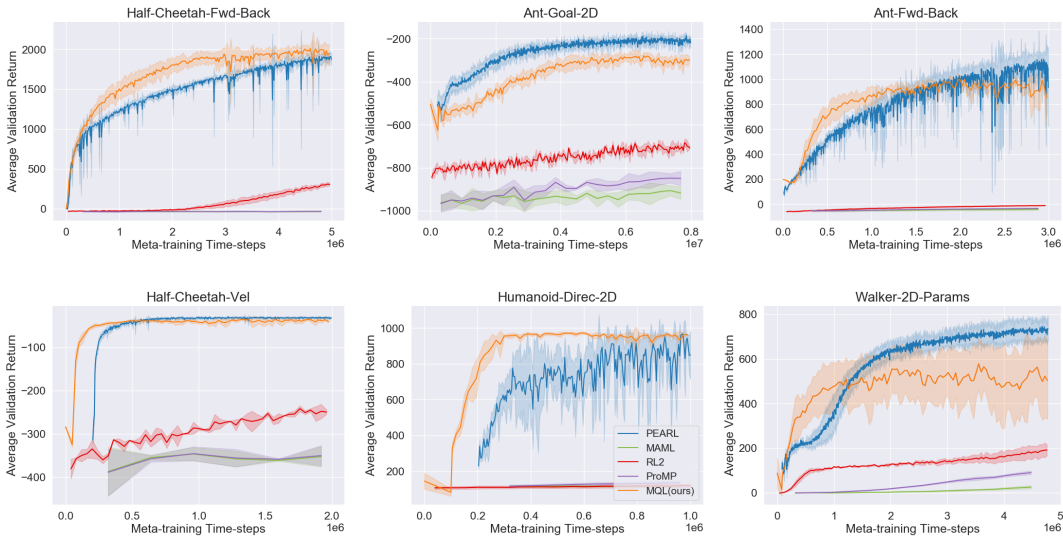 Half-Cheetah-Fwd-Back
Average Validation Return
2000
1500
1000
500
0
0 1 2 3 4 5
1e6
Meta-training Time-steps
Ant-Goal-2D
Average Validation Return
−200
−400
−600
−800
−1000
0.0 0.2 0.4 0.6 0.8
1e7
Meta-training Time-steps
Ant-Fwd-Back
Average Validation Return
1400
1200
1000
800
600
400
200
0
0.0 0.5 1.0 1.5 2.0 2.5 3.0
1e6
Meta-training Time-steps
Half-Cheetah-Vel
Average Validation Return
−100
−200
−300
−400
0.0 0.5 1.0 1.5 2.0
1e6
Meta-training Time-steps
Humanoid-Direc-2D
Average Validation Return
1000
800
600
400
200
0.0 0.2 0.4 0.6 0.8 1.0
1e6
Meta-training Time-steps
PEARL
MAML
RL2
ProMP
MQL(ours)
Walker-2D-Params
Average Validation Return
800
600
400
200
0
0 1 2 3 4 5
1e6
Meta-training Time-steps